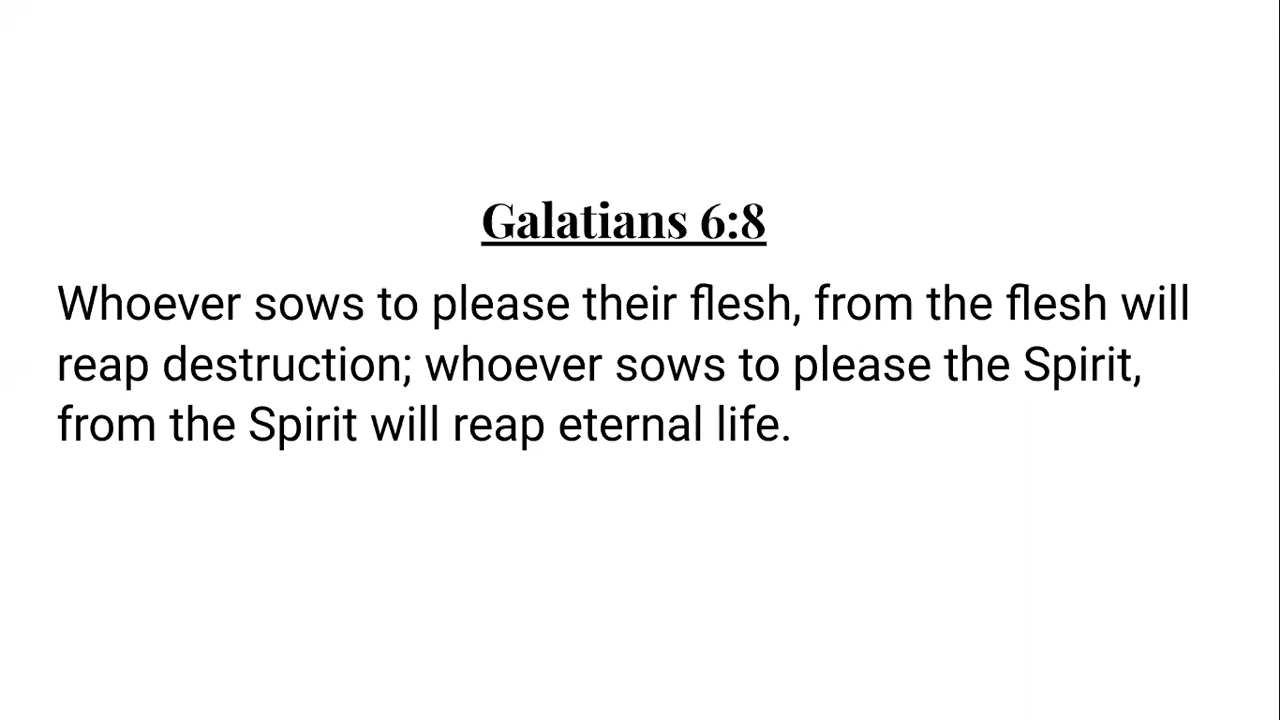 Galatians 6:8
Whoever sows to please their flesh, from the flesh will
reap destruction; whoever sows to please the Spirit,
from the Spirit will reap eternal life.